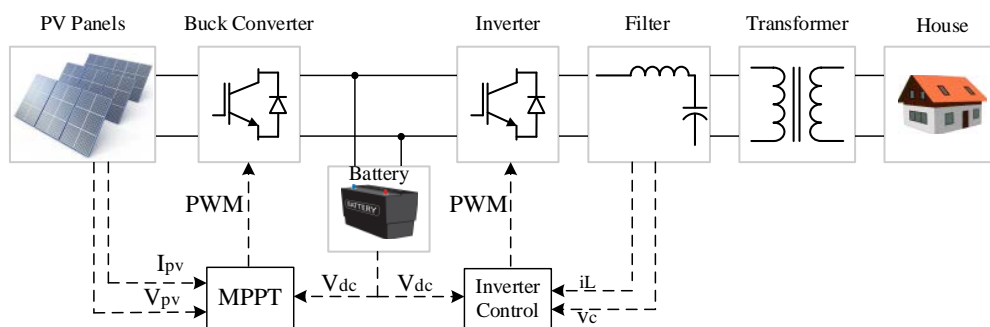 PV Panels
Buck Converter
Inverter
Filter
Transformer
House
Battery
BATTERY
PWM
PWM
Ipv
Vpv
MPPT
Vdc
Vdc
Inverter
Control
iL
vc